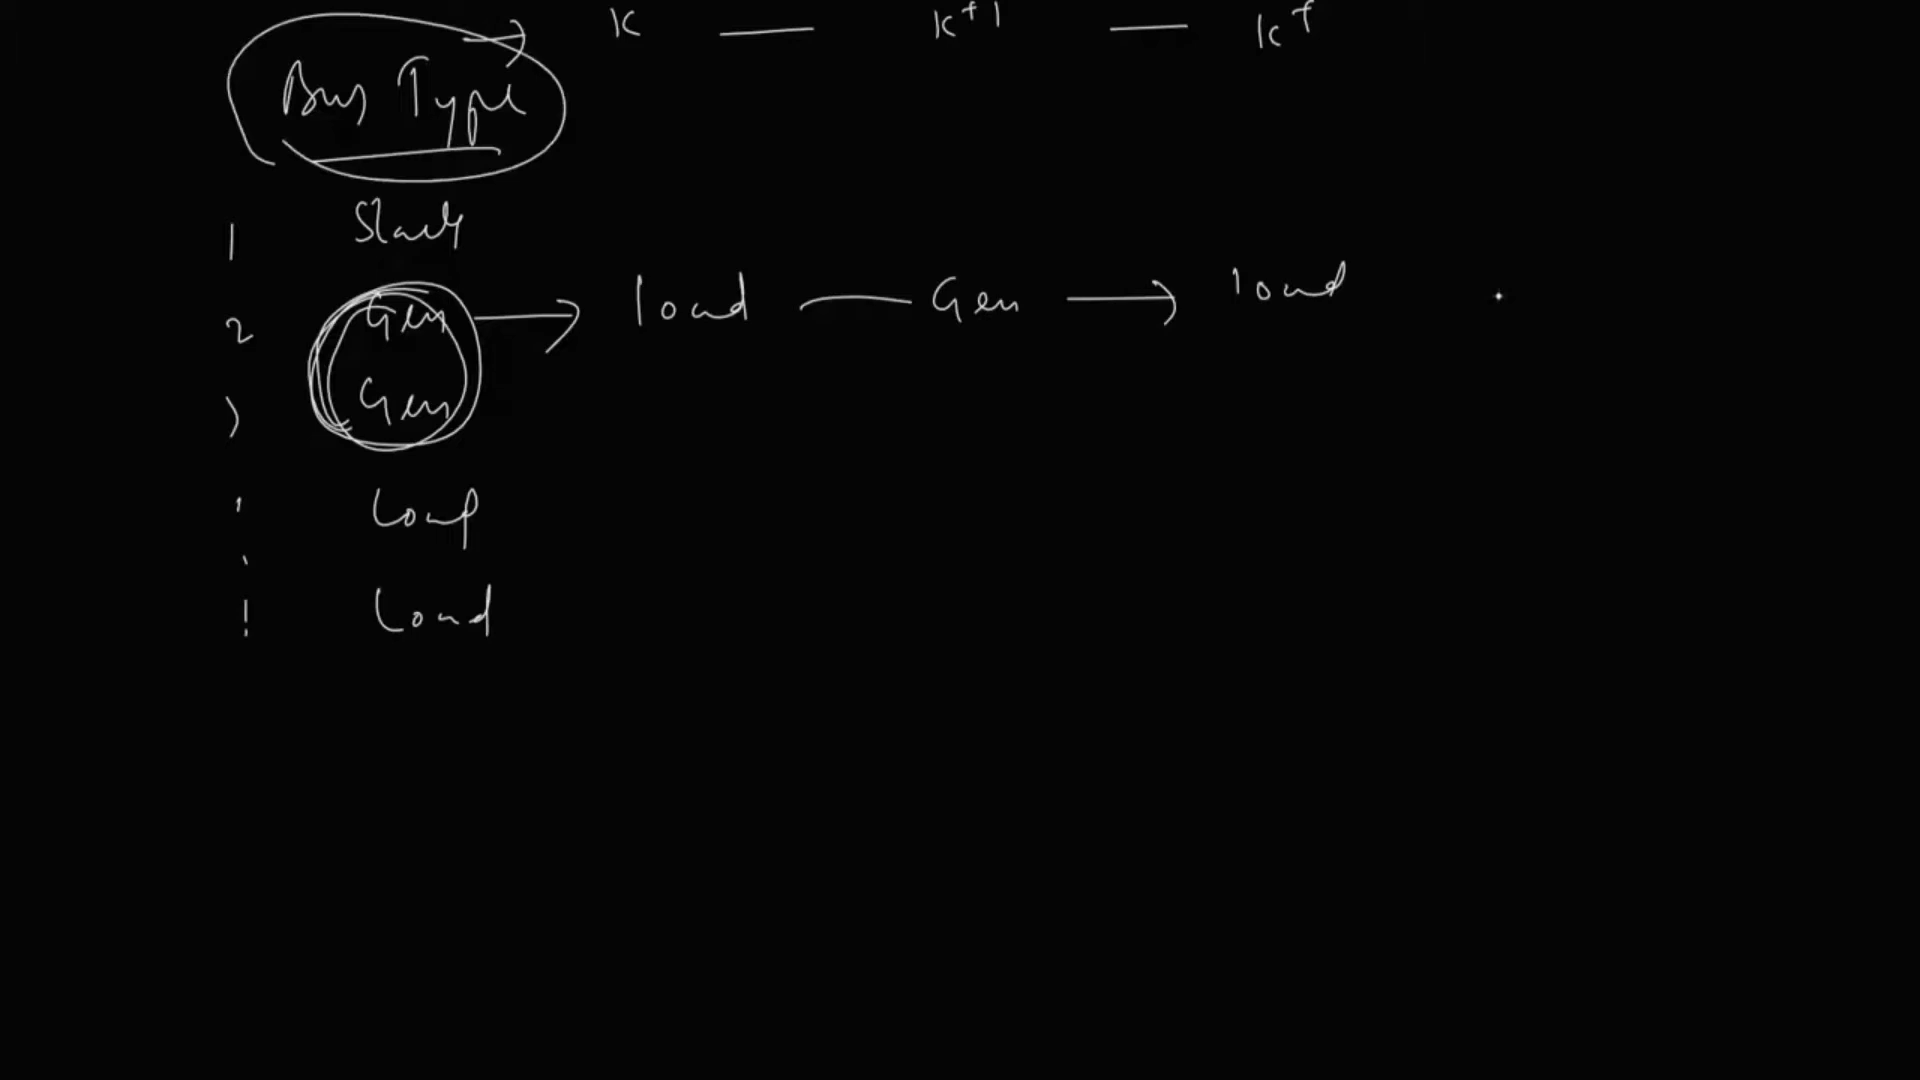 K — K+1 — K+
Bus Type →
1 Slack
2 Gen → load — Gen → load
) Gen
Load
Load